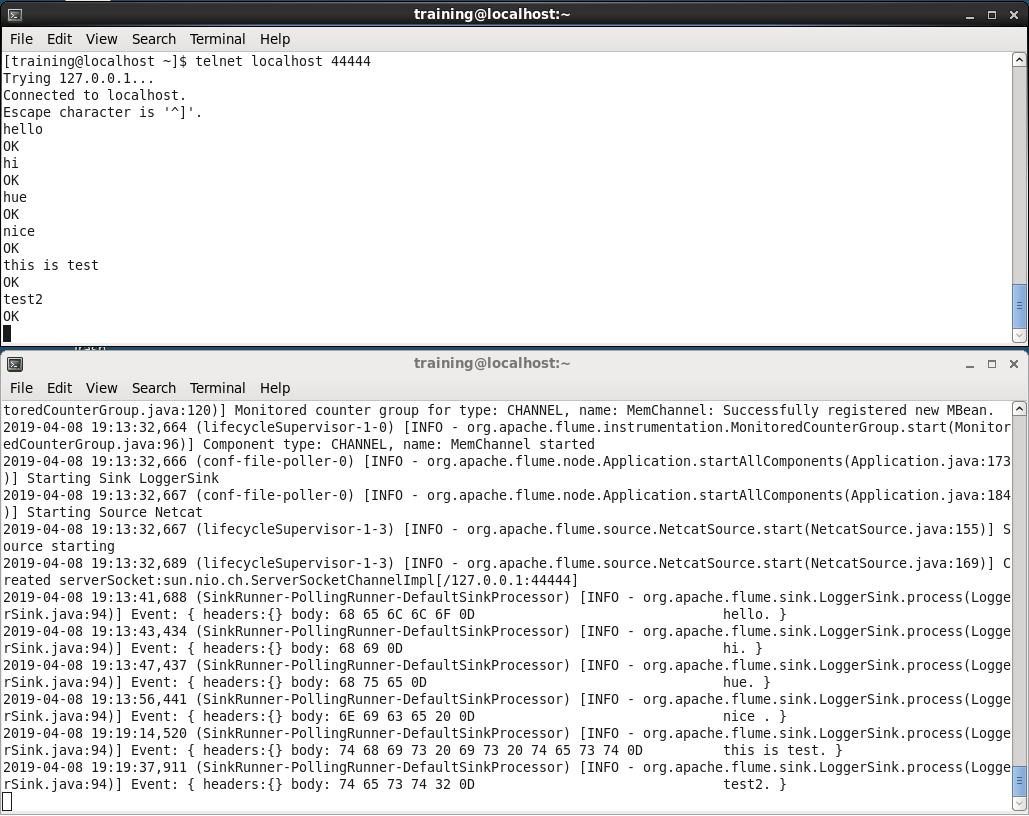 training@localhost:~
File Edit View Search Terminal Help
[training@localhost ~]$ telnet localhost 44444
Trying 127.0.0.1...
Connected to localhost.
Escape character is '^]'.
hello
OK
hi
OK
hue
OK
nice
OK
this is test
OK
test2
OK
training@localhost:~
File Edit View Search Terminal Help
toredCounterGroup.java:120)] Monitored counter group for type: CHANNEL, name: MemChannel: Successfully registered new MBean.
2019-04-08 19:13:32,664 (lifecycleSupervisor-1-0) [INFO - org.apache.flume.instrumentation.MonitoredCounterGroup.start(Monitor
edCounterGroup.java:96)] Component type: CHANNEL, name: MemChannel started
2019-04-08 19:13:32,666 (conf-file-poller-0) [INFO - org.apache.flume.node.Application.startAllComponents(Application.java:173
)] Starting Sink LoggerSink
2019-04-08 19:13:32,667 (conf-file-poller-0) [INFO - org.apache.flume.node.Application.startAllComponents(Application.java:184
)] Starting Source Netcat
2019-04-08 19:13:32,667 (lifecycleSupervisor-1-3) [INFO - org.apache.flume.source.NetcatSource.start(NetcatSource.java:155)] S
ource starting
2019-04-08 19:13:32,689 (lifecycleSupervisor-1-3) [INFO - org.apache.flume.source.NetcatSource.start(NetcatSource.java:169)] C
reated serverSocket:sun.nio.ch.ServerSocketChannelImpl[/127.0.0.1:44444]
2019-04-08 19:13:41,688 (SinkRunner-PollingRunner-DefaultSinkProcessor) [INFO - org.apache.flume.sink.LoggerSink.process(Logge
rSink.java:94)] Event: { headers:{} body: 68 65 6C 6C 6F 0D hello. }
2019-04-08 19:13:43,434 (SinkRunner-PollingRunner-DefaultSinkProcessor) [INFO - org.apache.flume.sink.LoggerSink.process(Logge
rSink.java:94)] Event: { headers:{} body: 68 69 0D hi. }
2019-04-08 19:13:47,437 (SinkRunner-PollingRunner-DefaultSinkProcessor) [INFO - org.apache.flume.sink.LoggerSink.process(Logge
rSink.java:94)] Event: { headers:{} body: 68 75 65 0D hue. }
2019-04-08 19:13:56,441 (SinkRunner-PollingRunner-DefaultSinkProcessor) [INFO - org.apache.flume.sink.LoggerSink.process(Logge
rSink.java:94)] Event: { headers:{} body: 6E 69 63 65 20 0D nice . }
2019-04-08 19:19:14,520 (SinkRunner-PollingRunner-DefaultSinkProcessor) [INFO - org.apache.flume.sink.LoggerSink.process(Logge
rSink.java:94)] Event: { headers:{} body: 74 68 69 73 20 69 73 20 74 65 73 74 0D this is test. }
2019-04-08 19:19:37,911 (SinkRunner-PollingRunner-DefaultSinkProcessor) [INFO - org.apache.flume.sink.LoggerSink.process(Logge
rSink.java:94)] Event: { headers:{} body: 74 65 73 74 32 0D test2. }